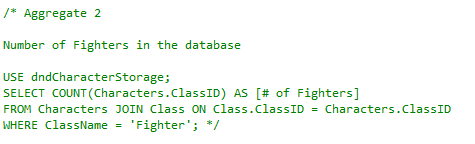 /* Aggregate 2
Number of Fighters in the database
USE dndCharacterStorage;
SELECT COUNT(Characters.ClassID) AS [# of Fighters]
FROM Characters JOIN Class ON Class.ClassID = Characters.ClassID
WHERE ClassName = 'Fighter'; */